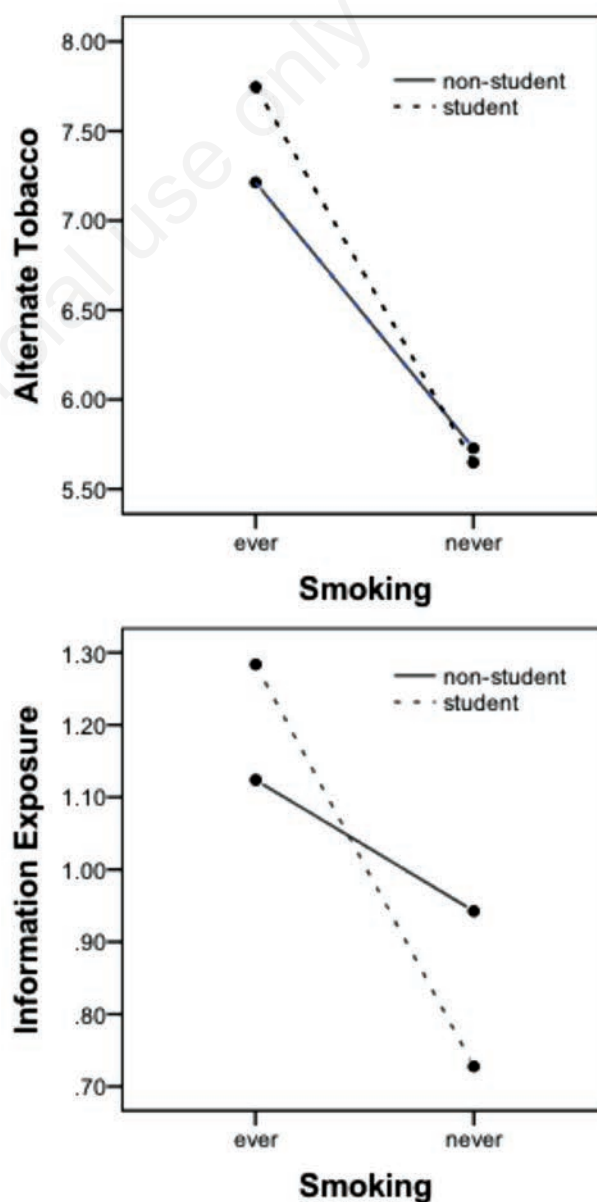 8.00
non-student
student
7.50
7.00
6.50
6.00
5.50
Alternate Tobacco
ever never
Smoking
1.30
non-student
student
1.20
1.10
1.00
.90
.80
.70
Information Exposure
ever never
Smoking
use only